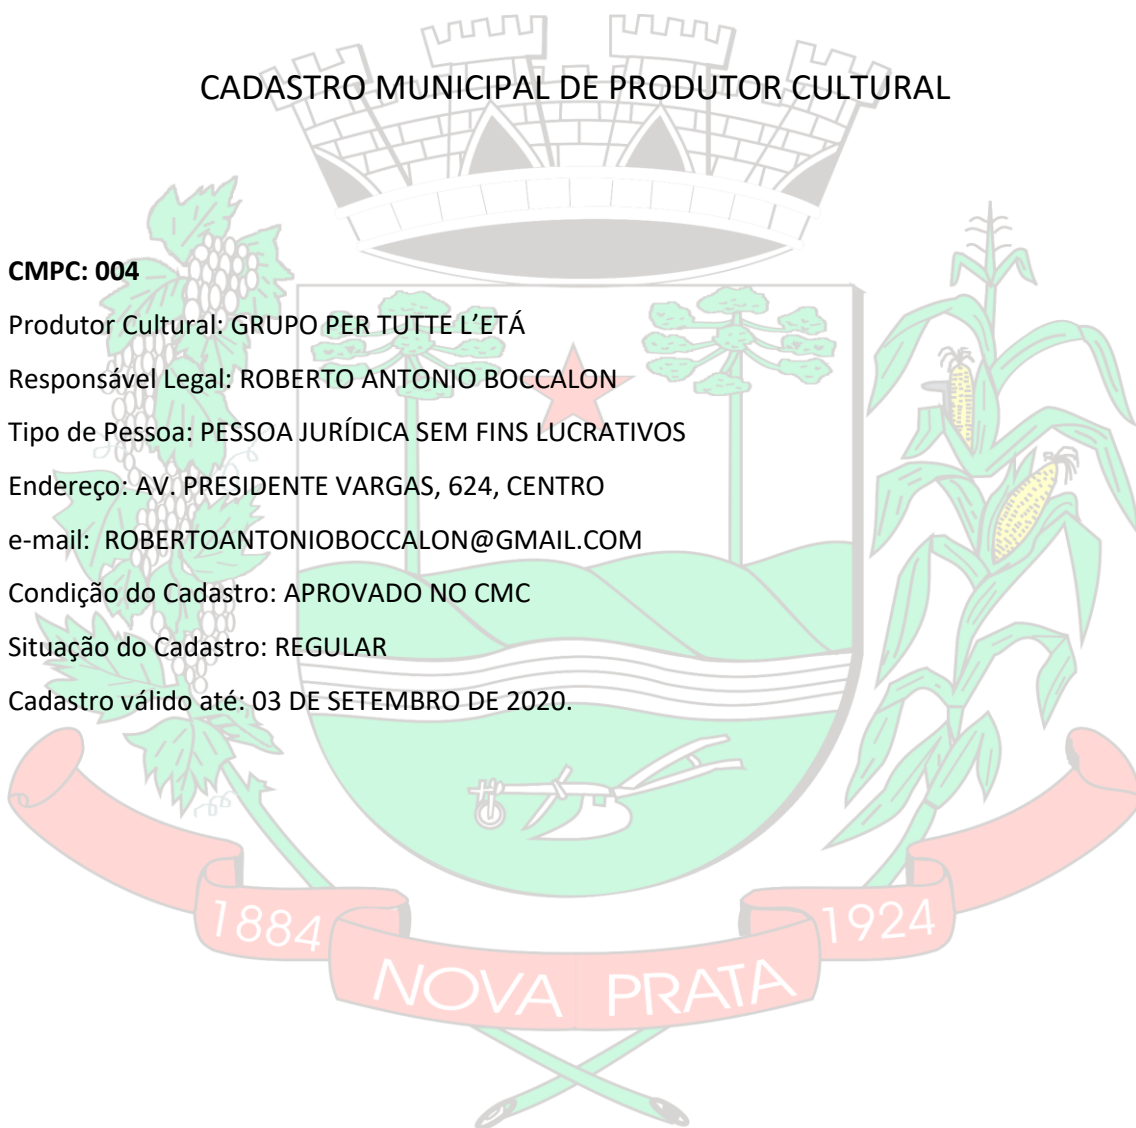 CADASTRO MUNICIPAL DE PRODUTOR CULTURAL
CMPC: 004
Produtor Cultural: GRUPO PER TUTTE L’ETÁ
Responsável Legal: ROBERTO ANTONIO BOCCALON
Tipo de Pessoa: PESSOA JURÍDICA SEM FINS LUCRATIVOS
Endereço: AV. PRESIDENTE VARGAS, 624, CENTRO
e-mail: ROBERTOANTONIOBOCCALON@GMAIL.COM
Condição do Cadastro: APROVADO NO CMC
Situação do Cadastro: REGULAR
Cadastro válido até: 03 DE SETEMBRO DE 2020.
1884
1924
NOVA PRATA